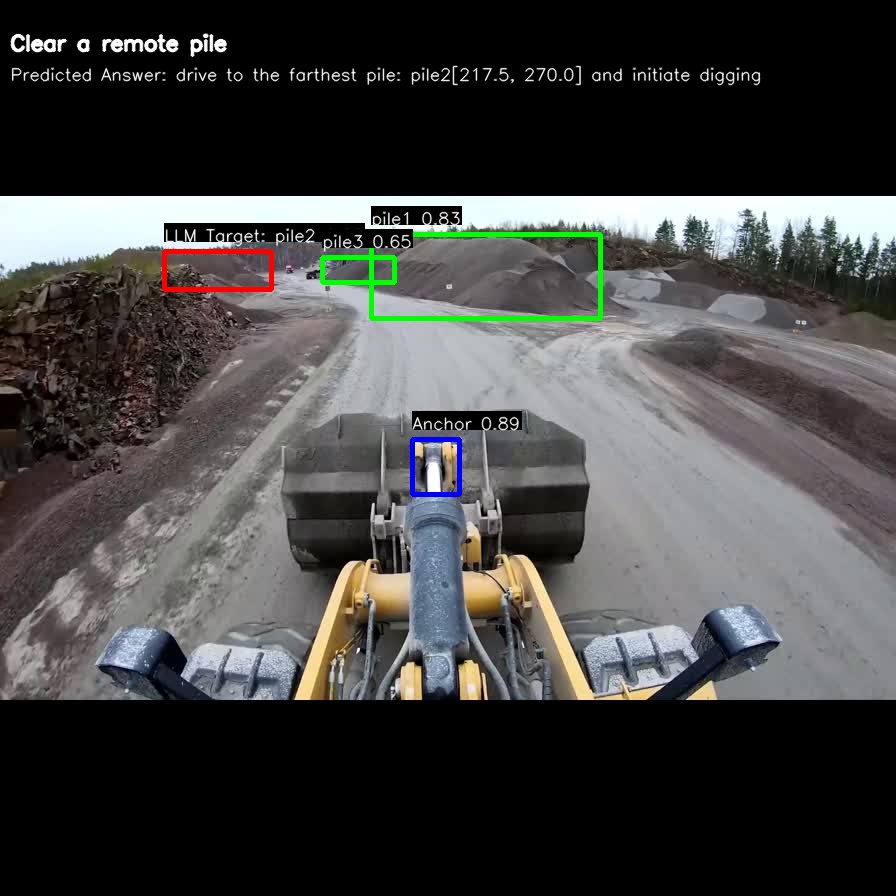 Clear a remote pile
Predicted Answer: drive to the farthest pile: pile2[217.5, 270.0] and initiate digging
pile1 0.83
LLM Target: pile2
pile3 0.65
Anchor 0.89